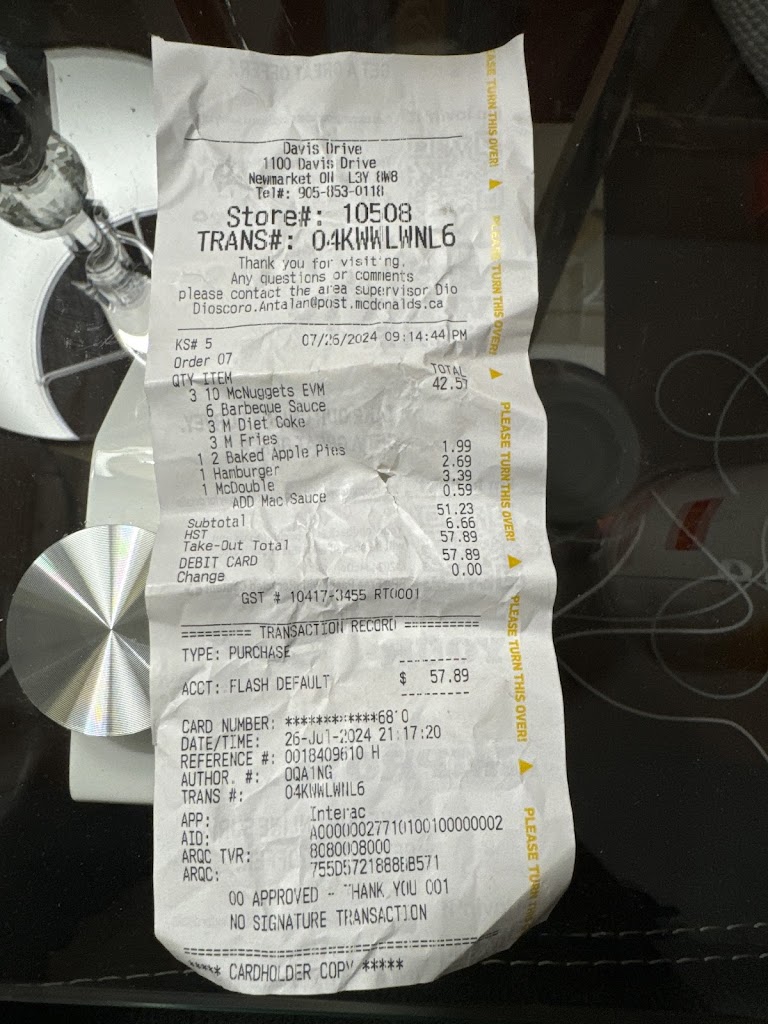 Davis Drive
1100 Davis Drive
Newmarket ON L3Y 8W8
Tel#: 905-853-0118
Store#: 10508
TRANS#: 04KWWLWNL6
Thank you for visiting.
Any questions or comments
please contact the area supervisor Dio
Dioscoro.Antalan@post.mcdonalds.ca
KS# 5 07/26/2024 09:14:44 PM
Order 07
QTY ITEM TOTAL
3 10 McNuggets EVM 42.57
6 Barbeque Sauce
3 M Diet Coke
3 M Fries
1 2 Baked Apple Pies 1.99
1 Hamburger 2.69
1 McDouble 3.39
ADD Mac Sauce 0.59
Subtotal 51.23
HST 6.66
Take-Out Total 57.89
DEBIT CARD 57.89
Change 0.00
GST # 10417-3455 RT0001
========= TRANSACTION RECORD ==========
TYPE: PURCHASE
ACCT: FLASH DEFAULT $ 57.89
CARD NUMBER: ************6810
DATE/TIME: 26-Jul-2024 21:17:20
REFERENCE #: 0018409610 H
AUTHOR. #: 0QA1NG
TRANS #: 04KWWLWNL6
APP: Interac
AID: A00000027710100100000002
ARQC TVR: 8080008000
ARQC:
00 APPROVED - THANK YOU 001
NO SIGNATURE TRANSACTION
***** CARDHOLDER COPY *****
EASE TURN THIS OVER!
PLEASE TURN THIS OVER!
PLEASE TURN THIS OVER!
PLEASE TURN THIS OVER!
PLEASE TURN THIS